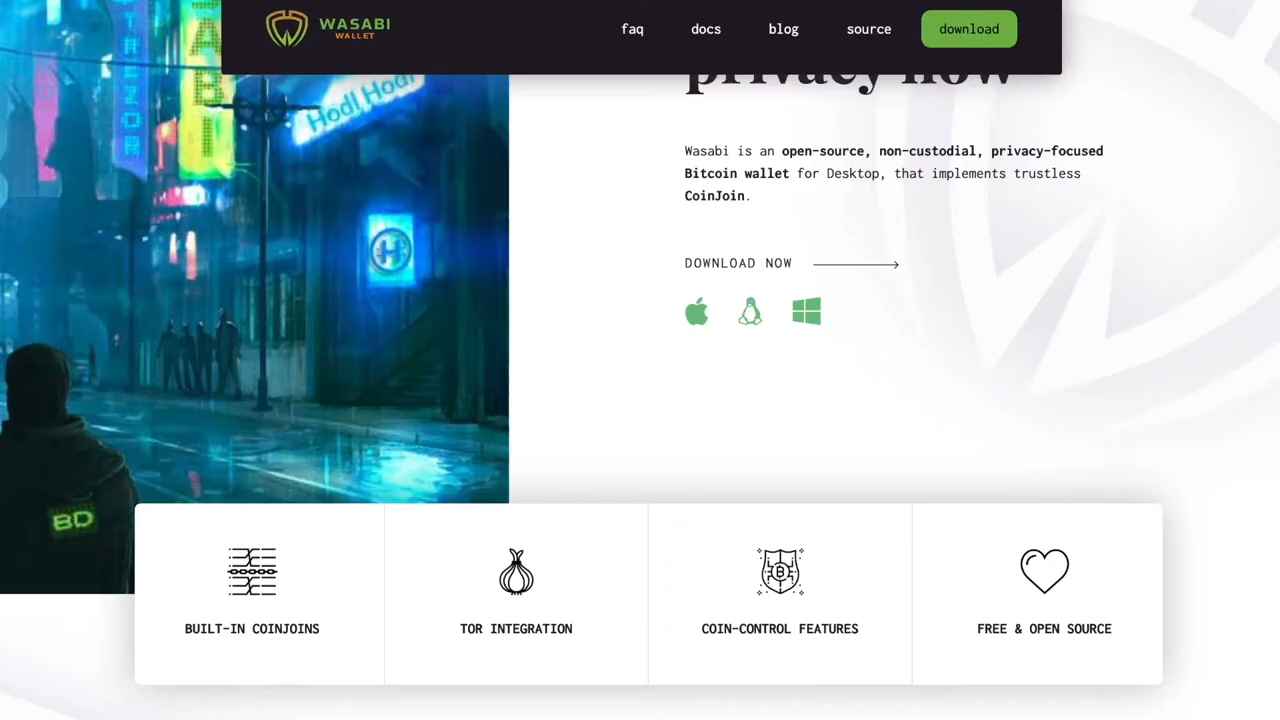 WASABI
WALLET
faq
docs
blog
source
download
TREZOR
ABI
Hodl Hodl
H
BD
privacy now
Wasabi is an open-source, non-custodial, privacy-focused
Bitcoin wallet for Desktop, that implements trustless
CoinJoin.
DOWNLOAD NOW
BUILT-IN COINJOINS
TOR INTEGRATION
COIN-CONTROL FEATURES
FREE & OPEN SOURCE